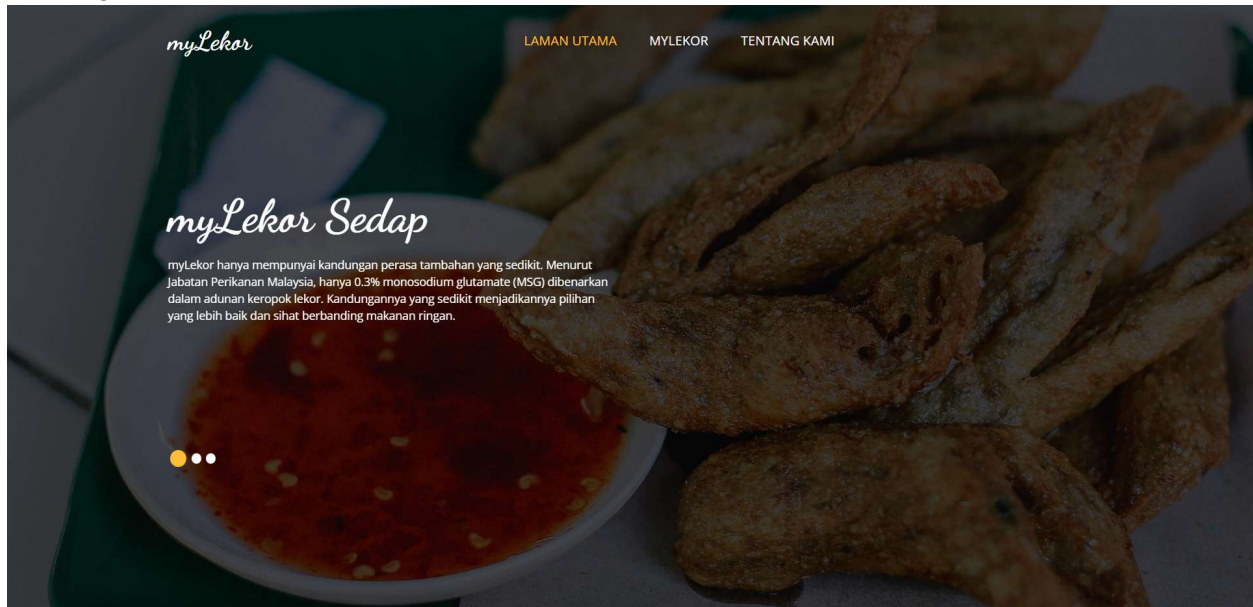 myLekor
LAMAN UTAMA
MYLEKOR
TENTANG KAMI
myLekor Sedap
myLekor hanya mempunyai kandungan perasa tambahan yang sedikit. Menurut
Jabatan Perikanan Malaysia, hanya 0.3% monosodium glutamate (MSG) dibenarkan
dalam adunan keropok lekor. Kandungannya yang sedikit menjadikannya pilihan
yang lebih baik dan sihat berbanding makanan ringan.